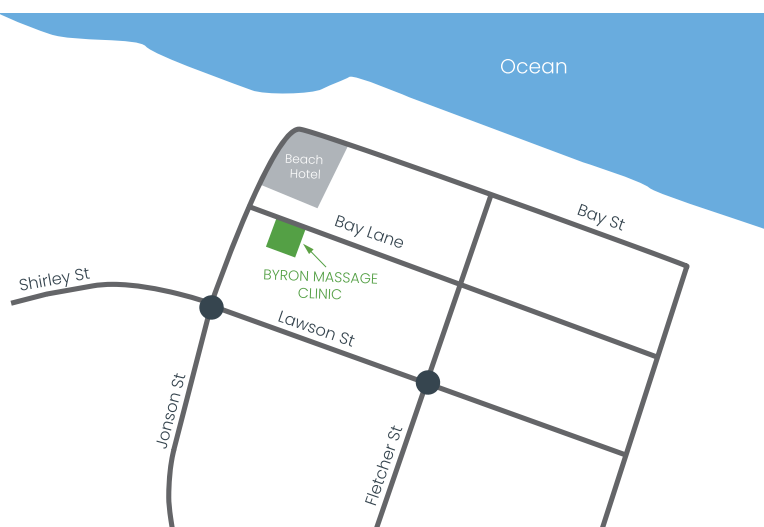 Ocean
Beach
Hotel
Bay St
Bay Lane
BYRON MASSAGE
CLINIC
Shirley St
Lawson St
Jonson St
Fletcher St